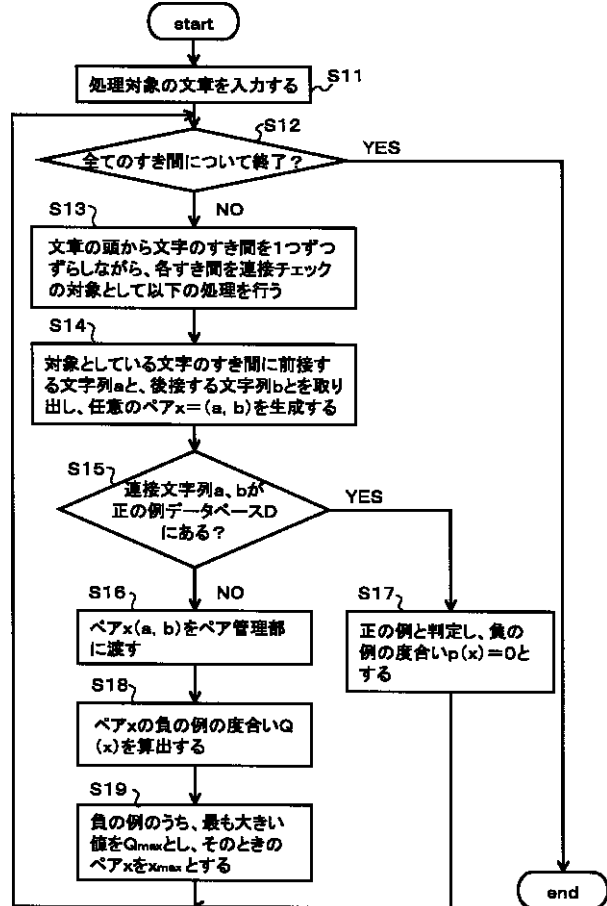 start
処理対象の文章を入力する
S11
S12
全てのすき間について終了?
YES
S13
NO
文章の頭から文字のすき間を1つずつ
ずらしながら、各すき間を連接チェック
の対象として以下の処理を行う
S14
対象としている文字のすき間に前接す
る文字列aと、後接する文字列bとを取り
出し、任意のペアx=(a, b)を生成する
S15
連接文字列a、bが
正の例データベースD
にある?
YES
S16
NO
ペアx(a, b)をペア管理部
に渡す
S17
正の例と判定し、負の
例の度合いp(x)=0と
する
S18
ペアxの負の例の度合いQ
(x)を算出する
S19
負の例のうち、最も大きい
値をQmaxとし、そのときの
ペアxをxmaxとする
end